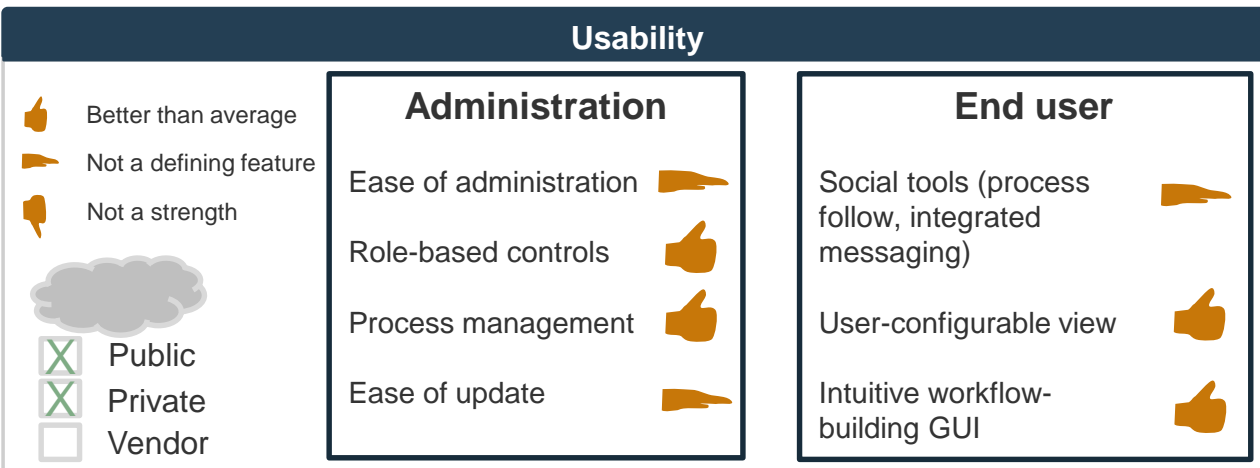 Usability
Better than average
Not a defining feature
Not a strength
X Public
X Private
Vendor
Administration
Ease of administration
Role-based controls
Process management
Ease of update
End user
Social tools (process
follow, integrated
messaging)
User-configurable view
Intuitive workflow-
building GUI